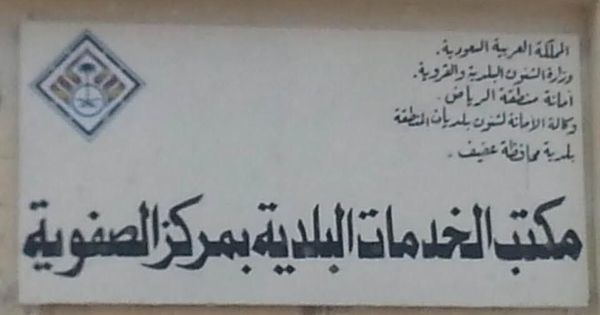 المملكة العربية السعودية.
وزارة الشئون البلدية والقروية.
أمانة منطقة الرياض.
وكالة الأمانة لشئون بلديات المنطقة
بلدية محافظة عفيف.
مكتب الخدمات البلدية بمركز الصفوية